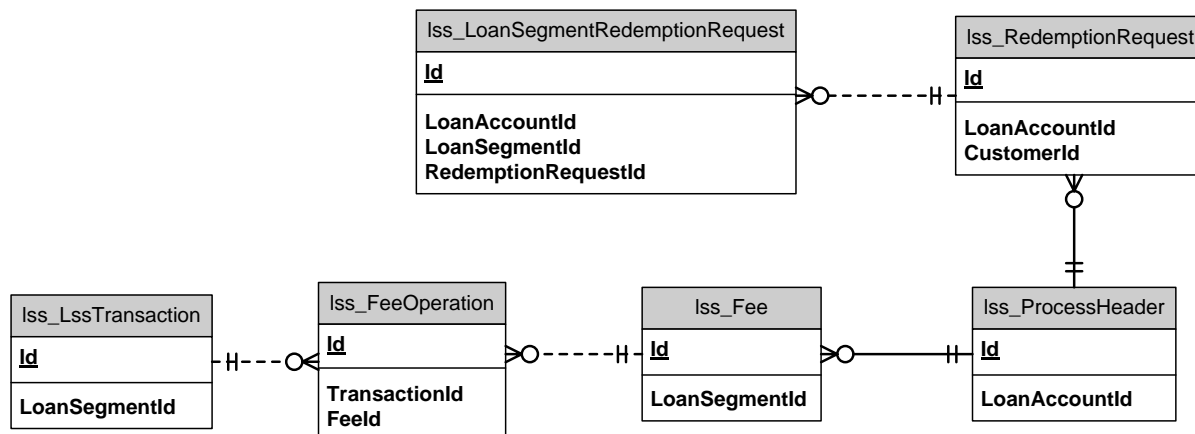 lss_LoanSegmentRedemptionRequest
Id
LoanAccountId
LoanSegmentId
RedemptionRequestId
lss_RedemptionRequest
Id
LoanAccountId
CustomerId
lss_LssTransaction
Id
LoanSegmentId
lss_FeeOperation
Id
TransactionId
FeeId
lss_Fee
Id
LoanSegmentId
lss_ProcessHeader
Id
LoanAccountId